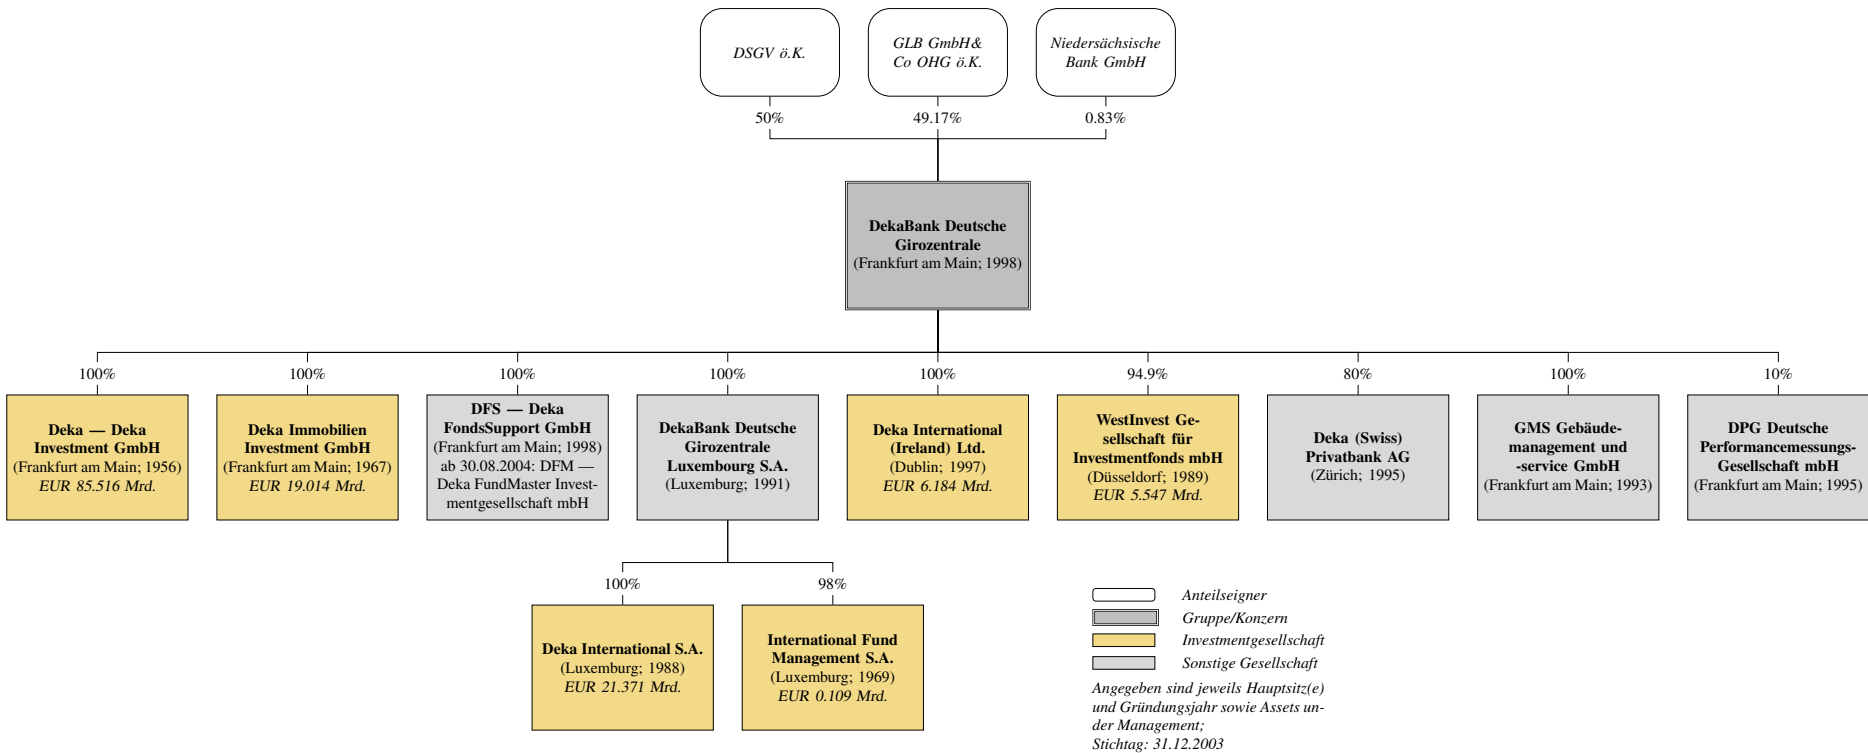 DSGV ö.K.
GLB GmbH&
Co OHG ö.K.
Niedersächsische
Bank GmbH
50%
49.17%
0.83%
DekaBank Deutsche
Girozentrale
(Frankfurt am Main; 1998)
100%
100%
100%
100%
100%
94.9%
80%
100%
10%
Deka — Deka
Investment GmbH
(Frankfurt am Main; 1956)
EUR 85.516 Mrd.
Deka Immobilien
Investment GmbH
(Frankfurt am Main; 1967)
EUR 19.014 Mrd.
DFS — Deka
FondsSupport GmbH
(Frankfurt am Main; 1998)
ab 30.08.2004: DFM —
Deka FundMaster Invest-
mentgesellschaft mbH
DekaBank Deutsche
Girozentrale
Luxembourg S.A.
(Luxemburg; 1991)
Deka International
(Ireland) Ltd.
(Dublin; 1997)
EUR 6.184 Mrd.
WestInvest Ge-
sellschaft für
Investmentfonds mbH
(Düsseldorf; 1989)
EUR 5.547 Mrd.
Deka (Swiss)
Privatbank AG
(Zürich; 1995)
GMS Gebäude-
management und
-service GmbH
(Frankfurt am Main; 1993)
DPG Deutsche
Performancemessungs-
Gesellschaft mbH
(Frankfurt am Main; 1995)
100%
98%
Deka International S.A.
(Luxemburg; 1988)
EUR 21.371 Mrd.
International Fund
Management S.A.
(Luxemburg; 1969)
EUR 0.109 Mrd.
Anteilseigner
Gruppe/Konzern
Investmentgesellschaft
Sonstige Gesellschaft
Angegeben sind jeweils Hauptsitz(e)
und Gründungsjahr sowie Assets un-
der Management;
Stichtag: 31.12.2003